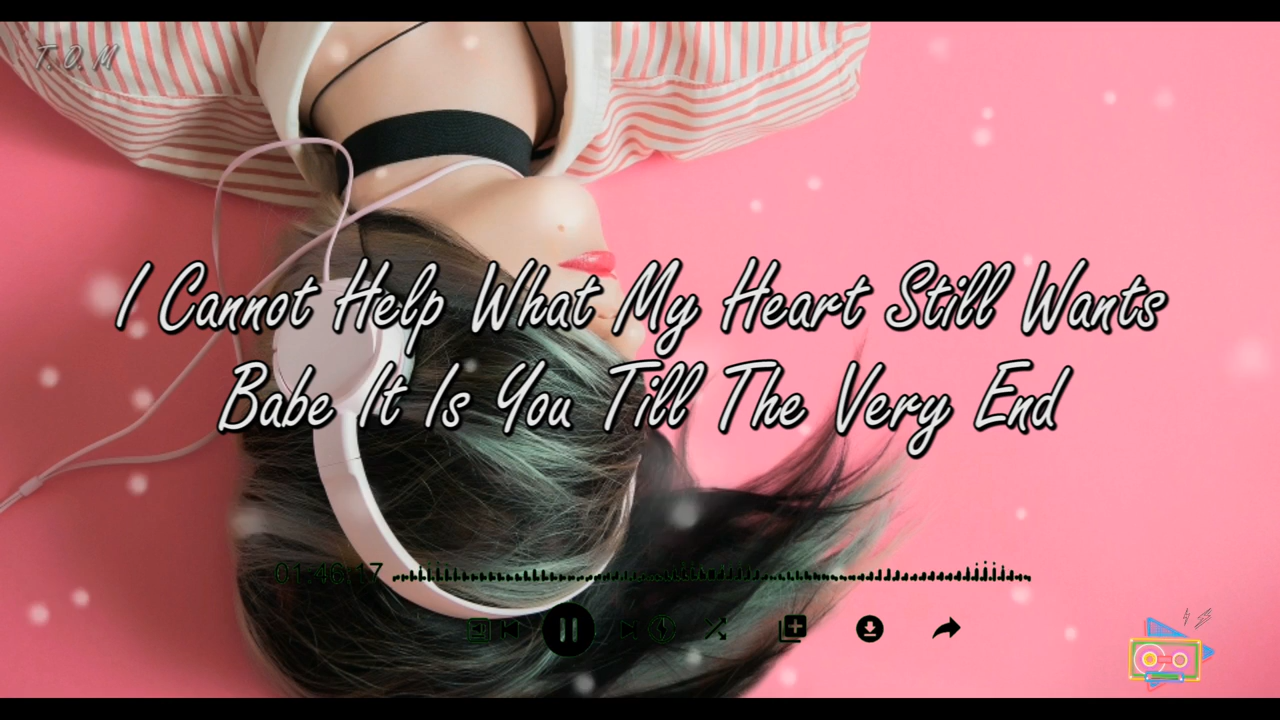 T. O. M
I Cannot Help What My Heart Still Wants
Babe It Is You Till The Very End
01:46:17